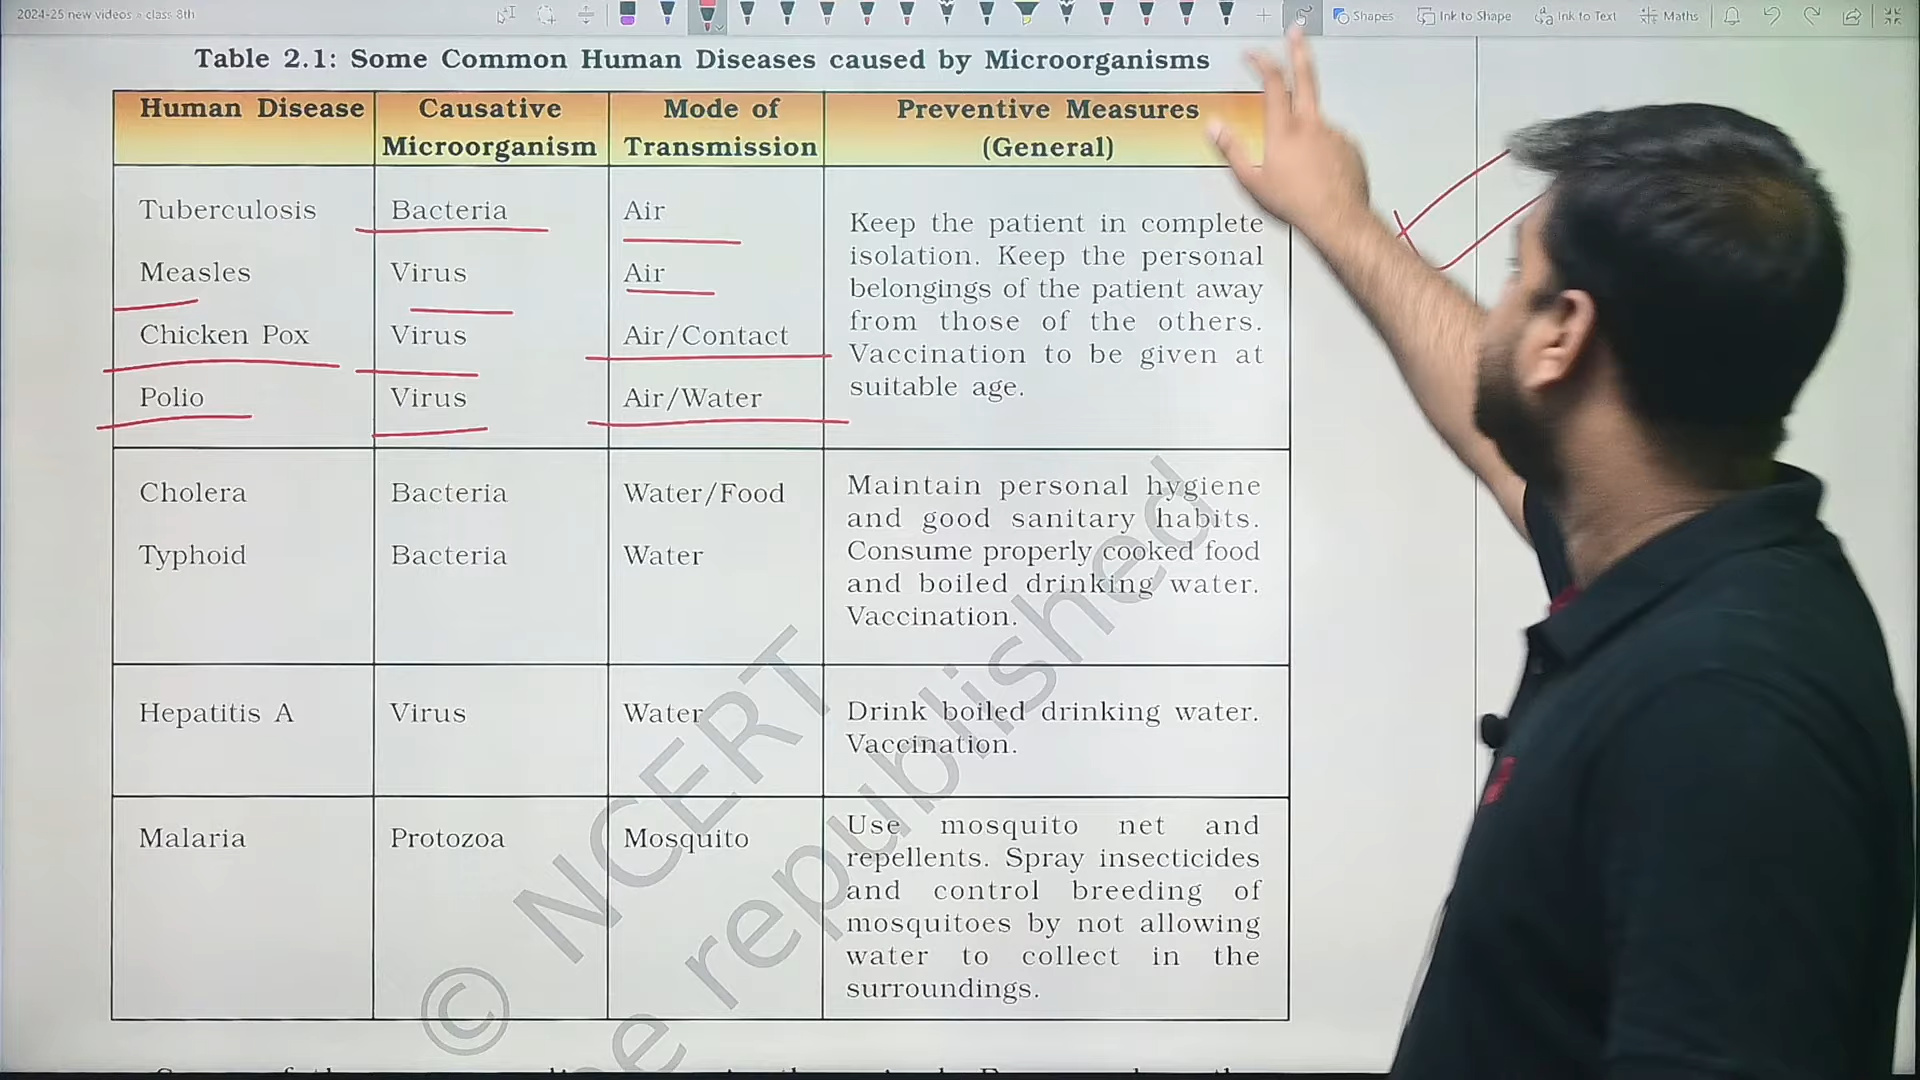 2024-25 new videos » class 8th
Shapes Ink to Shape Ink to Text Maths
Table 2.1: Some Common Human Diseases caused by Microorganisms
Human Disease Causative Microorganism Mode of Transmission Preventive Measures (General)
Tuberculosis Bacteria Air
Measles Virus Air
Chicken Pox Virus Air/Contact
Polio Virus Air/Water
Keep the patient in complete
isolation. Keep the personal
belongings of the patient away
from those of the others.
Vaccination to be given at
suitable age.
Cholera Bacteria Water/Food
Typhoid Bacteria Water
Maintain personal hygiene
and good sanitary habits.
Consume properly cooked food
and boiled drinking water.
Vaccination.
Hepatitis A Virus Water
Drink boiled drinking water.
Vaccination.
Malaria Protozoa Mosquito
Use mosquito net and
repellents. Spray insecticides
and control breeding of
mosquitoes by not allowing
water to collect in the
surroundings.
© NCERT
be republished